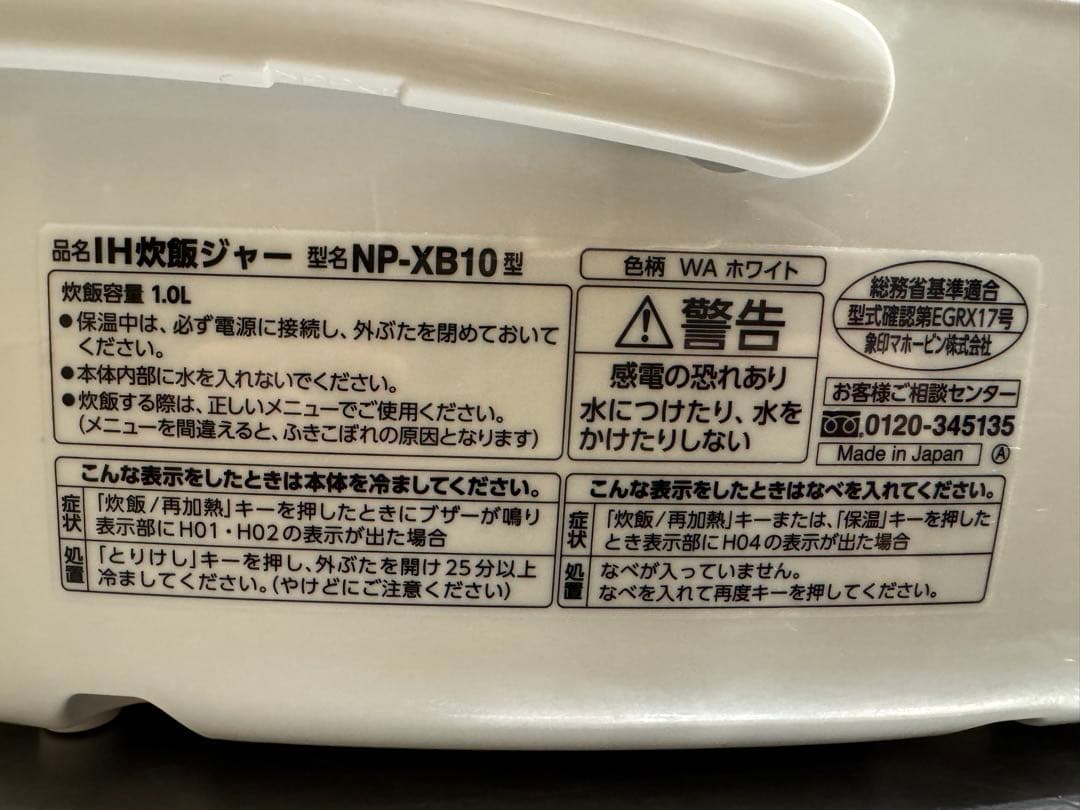 品名 IH炊飯ジャー 型名 NP-XB10 型
炊飯容量 1.0L
●保温中は、必ず電源に接続し、外ぶたを閉めておいて
ください。
●本体内部に水を入れないでください。
●炊飯する際は、正しいメニューでご使用ください。
(メニューを間違えると、ふきこぼれの原因となります)
色柄 WA ホワイト
警告
感電の恐れあり
水につけたり、水を
かけたりしない
総務省基準適合
型式確認第EGRX17号
象印マホービン株式会社
お客様ご相談センター
0120-345135
Made in Japan Ⓐ
こんな表示をしたときは本体を冷ましてください。
症状
「炊飯/再加熱」キーを押したときにブザーが鳴り
表示部にH01・H02の表示が出た場合
処置
「とりけし」キーを押し、外ぶたを開け25分以上
冷ましてください。(やけどにご注意ください)
こんな表示をしたときはなべを入れてください。
症状
「炊飯/再加熱」キーまたは、「保温」キーを押した
とき表示部にH04の表示が出た場合
処置
なべが入っていません。
なべを入れて再度キーを押してください。